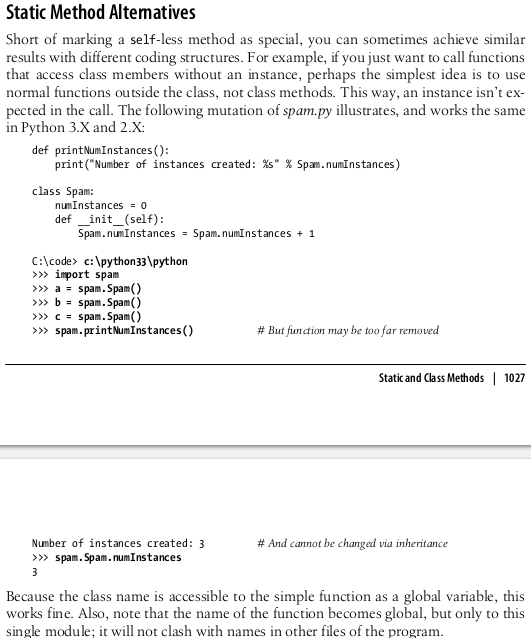 Static Method Alternatives
Short of marking a self-less method as special, you can sometimes achieve similar
results with different coding structures. For example, if you just want to call functions
that access class members without an instance, perhaps the simplest idea is to use
normal functions outside the class, not class methods. This way, an instance isn't ex-
pected in the call. The following mutation of spam.py illustrates, and works the same
in Python 3.X and 2.X:
def printNumInstances():
    print("Number of instances created: %s" % Spam.numInstances)
class Spam:
    numInstances = 0
    def __init__(self):
        Spam.numInstances = Spam.numInstances + 1
C:\code> c:\python33\python
>>> import spam
>>> a = spam.Spam()
>>> b = spam.Spam()
>>> c = spam.Spam()
>>> spam.printNumInstances() # But function may be too far removed
Static and Class Methods | 1027
Number of instances created: 3 # And cannot be changed via inheritance
>>> spam.Spam.numInstances
3
Because the class name is accessible to the simple function as a global variable, this
works fine. Also, note that the name of the function becomes global, but only to this
single module; it will not clash with names in other files of the program.